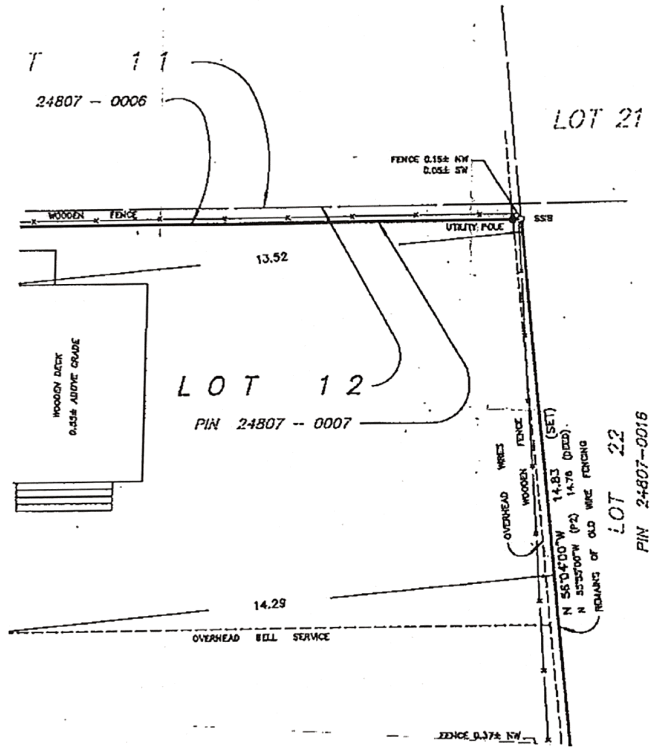 T 11
24807 - 0006
LOT 21
FENCE 0.15± NW
0.05± SW
WOODEN FENCE
UTILITY POLE
SSB
13.52
WOODEN DECK
0.55± ABOVE GRADE
LOT 12
PIN 24807 -- 0007
OVERHEAD WIRES
WOODEN FENCE
N 56°04'00"W 14.83 (SET)
N 55°55'00"W (P2) 14.76 (DEED)
REMAINS OF OLD WIRE FENCING
LOT 22
PIN 24807-0016
14.29
OVERHEAD BELL SERVICE
FENCE 0.37± NW